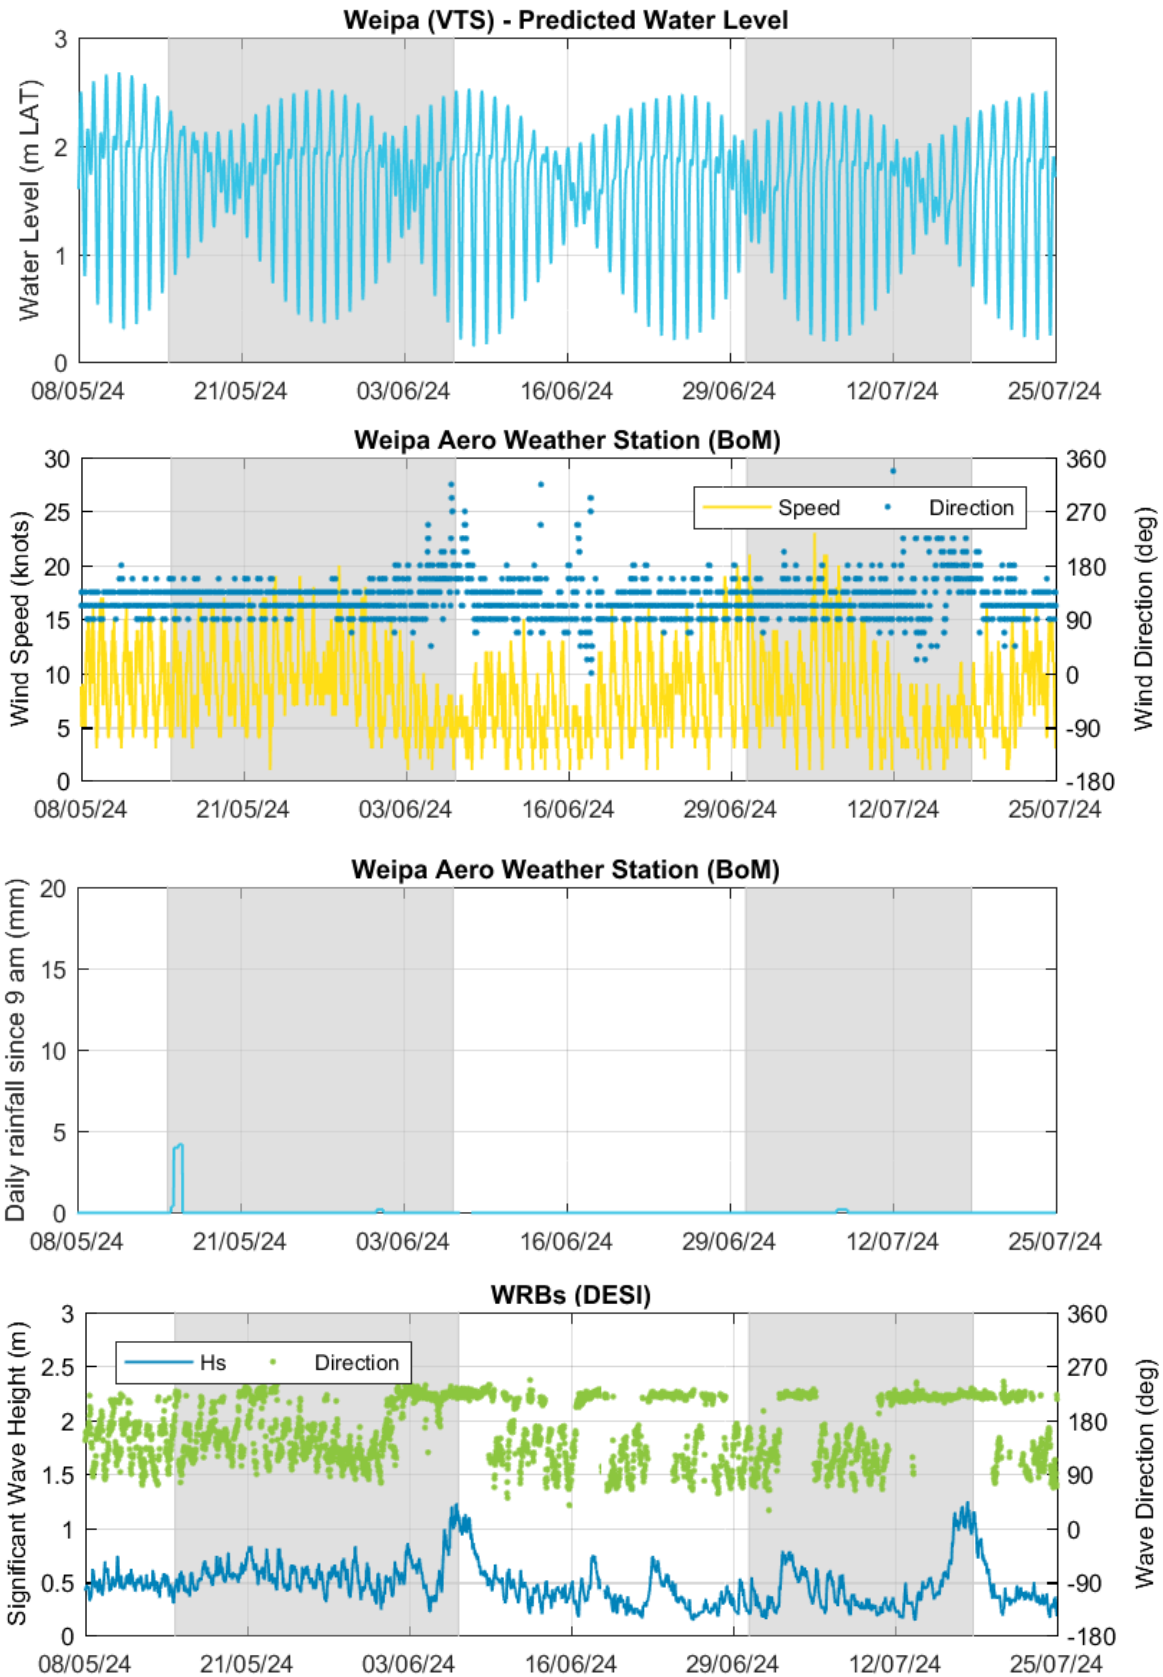 Weipa (VTS) - Predicted Water Level
Water Level (m LAT)
3
2
1
0
08/05/24 21/05/24 03/06/24 16/06/24 29/06/24 12/07/24 25/07/24
Weipa Aero Weather Station (BoM)
Wind Speed (knots)
30
25
20
15
10
5
0
Speed Direction
360
270
180
90
0
-90
-180
Wind Direction (deg)
08/05/24 21/05/24 03/06/24 16/06/24 29/06/24 12/07/24 25/07/24
Weipa Aero Weather Station (BoM)
Daily rainfall since 9 am (mm)
20
15
10
5
0
08/05/24 21/05/24 03/06/24 16/06/24 29/06/24 12/07/24 25/07/24
WRBs (DESI)
Significant Wave Height (m)
3
2.5
2
1.5
1
0.5
0
Hs Direction
360
270
180
90
0
-90
-180
Wave Direction (deg)
08/05/24 21/05/24 03/06/24 16/06/24 29/06/24 12/07/24 25/07/24